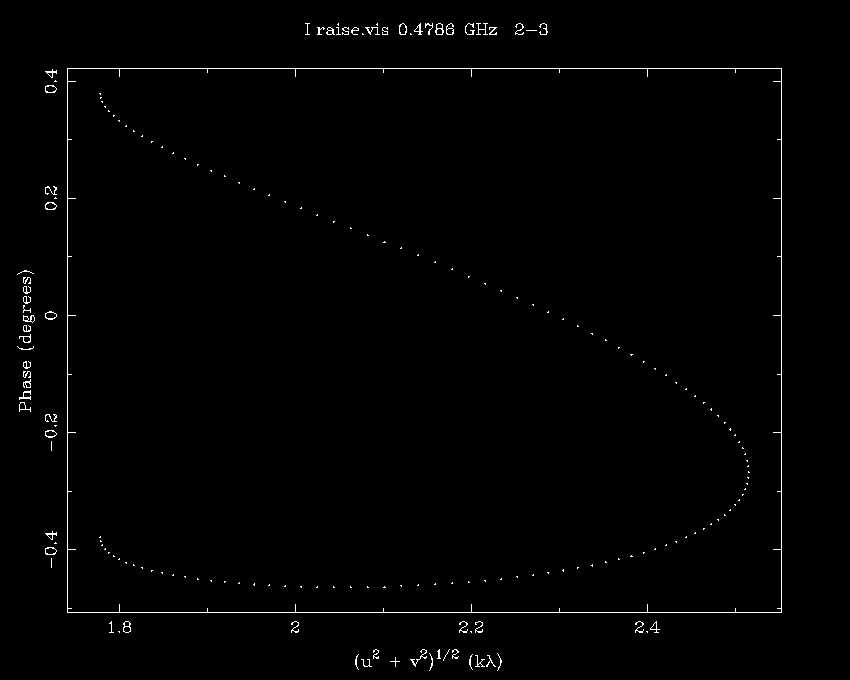 I raise.vis 0.4786 GHz 2-3
0.4
0.2
0
-0.2
-0.4
Phase (degrees)
1.8 2 2.2 2.4
(u² + v²)¹/² (kλ)